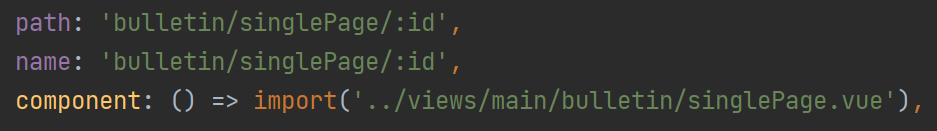 path: 'bulletin/singlePage/:id',
name: 'bulletin/singlePage/:id',
component: () => import('../views/main/bulletin/singlePage.vue'),